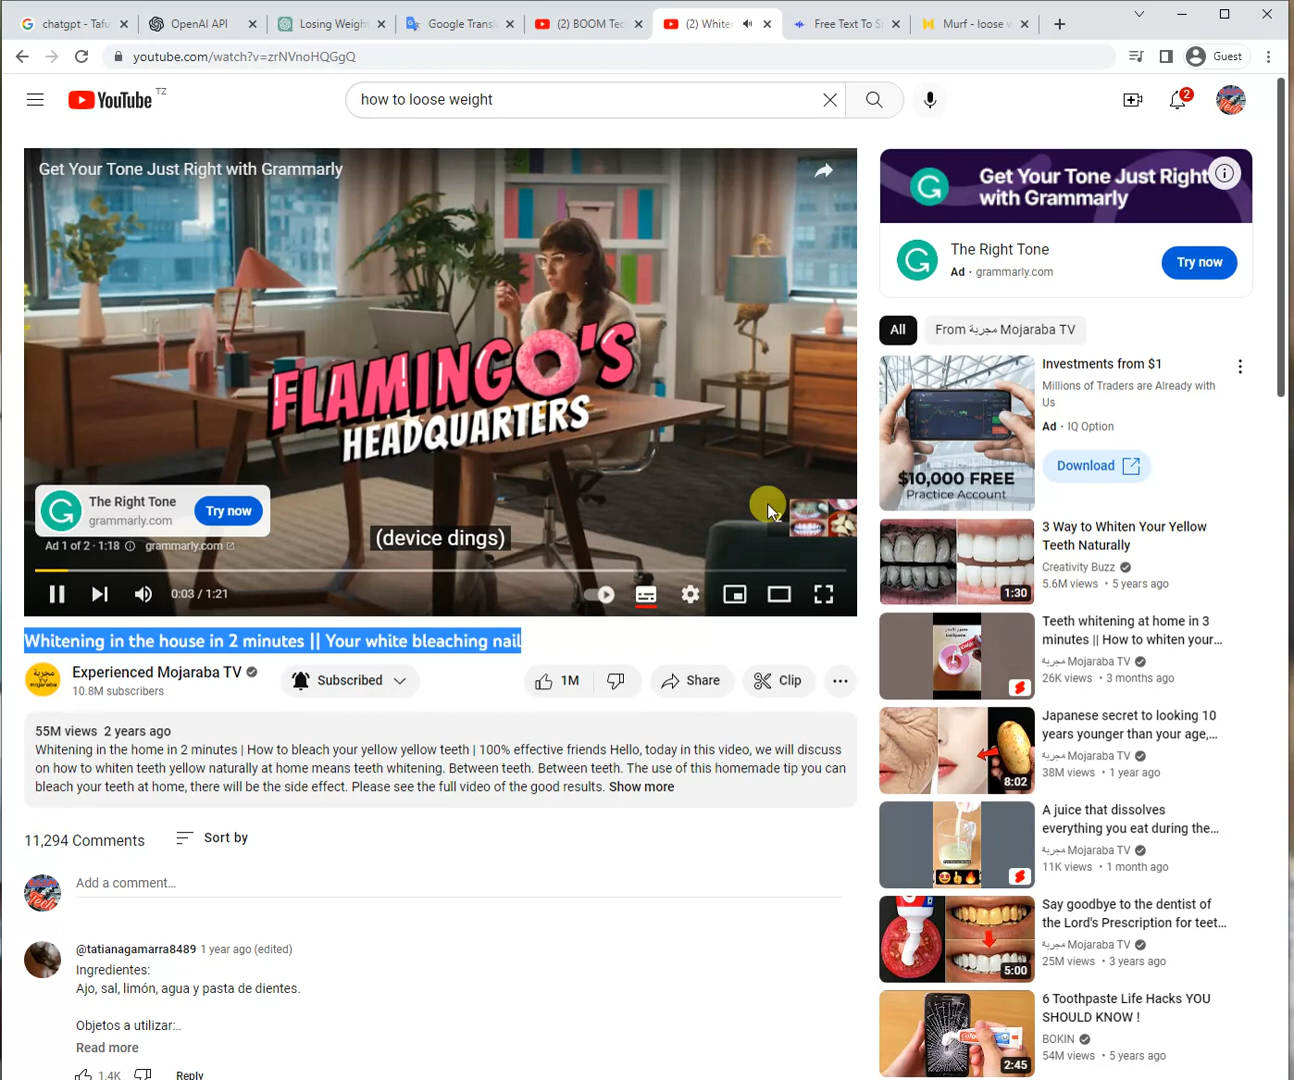 chatgpt - Tafu
OpenAI API
Losing Weigh
Google Trans
(2) BOOM Tec
(2) White
Free Text To S
Murf - loose w
youtube.com/watch?v=zrNVnoHQGgQ
Guest
YouTube TZ
how to loose weight
2
Get Your Tone Just Right with Grammarly
FLAMINGO'S
HEADQUARTERS
The Right Tone
grammarly.com
Try now
(device dings)
Ad 1 of 2 · 1:18
grammarly.com
0:03 / 1:21
Whitening in the house in 2 minutes || Your white bleaching nail
Experienced Mojaraba TV
10.8M subscribers
Subscribed
1M
Share
Clip
55M views 2 years ago
Whitening in the home in 2 minutes | How to bleach your yellow yellow teeth | 100% effective friends Hello, today in this video, we will discuss
on how to whiten teeth yellow naturally at home means teeth whitening. Between teeth. Between teeth. The use of this homemade tip you can
bleach your teeth at home, there will be the side effect. Please see the full video of the good results. Show more
11,294 Comments
Sort by
Add a comment...
@tatianagamarra8489 1 year ago (edited)
Ingredientes:
Ajo, sal, limón, agua y pasta de dientes.
Objetos a utilizar:…
Read more
1.4K
Reply
Get Your Tone Just Right
with Grammarly
The Right Tone
Ad · grammarly.com
Try now
All
From مجربة Mojaraba TV
$10,000 FREE
Practice Account
Investments from $1
Millions of Traders are Already with
Us
Ad · IQ Option
Download
1:30
3 Way to Whiten Your Yellow
Teeth Naturally
Creativity Buzz
5.6M views · 5 years ago
Teeth whitening at home in 3
minutes || How to whiten your...
مجربة Mojaraba TV
26K views · 3 months ago
8:02
Japanese secret to looking 10
years younger than your age,...
مجربة Mojaraba TV
38M views · 1 year ago
A juice that dissolves
everything you eat during the...
مجربة Mojaraba TV
11K views · 1 month ago
5:00
Say goodbye to the dentist of
the Lord's Prescription for teet...
مجربة Mojaraba TV
25M views · 3 years ago
2:45
6 Toothpaste Life Hacks YOU
SHOULD KNOW !
BOKIN
54M views · 5 years ago